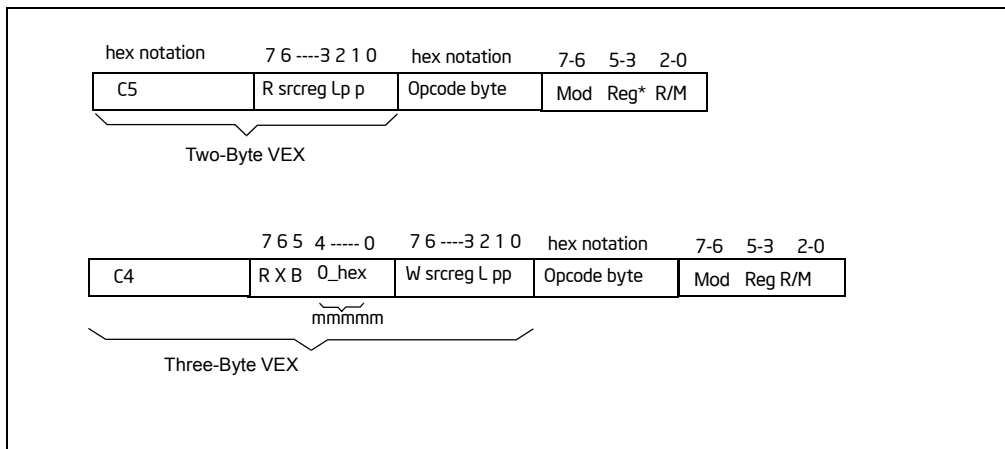 hex notation 7 6 ----3 2 1 0 hex notation 7-6 5-3 2-0
C5 R srcreg Lp p Opcode byte Mod Reg* R/M
Two-Byte VEX
7 6 5 4 ----- 0 7 6 ----3 2 1 0 hex notation 7-6 5-3 2-0
C4 R X B 0_hex W srcreg L pp Opcode byte Mod Reg R/M
mmmmm
Three-Byte VEX